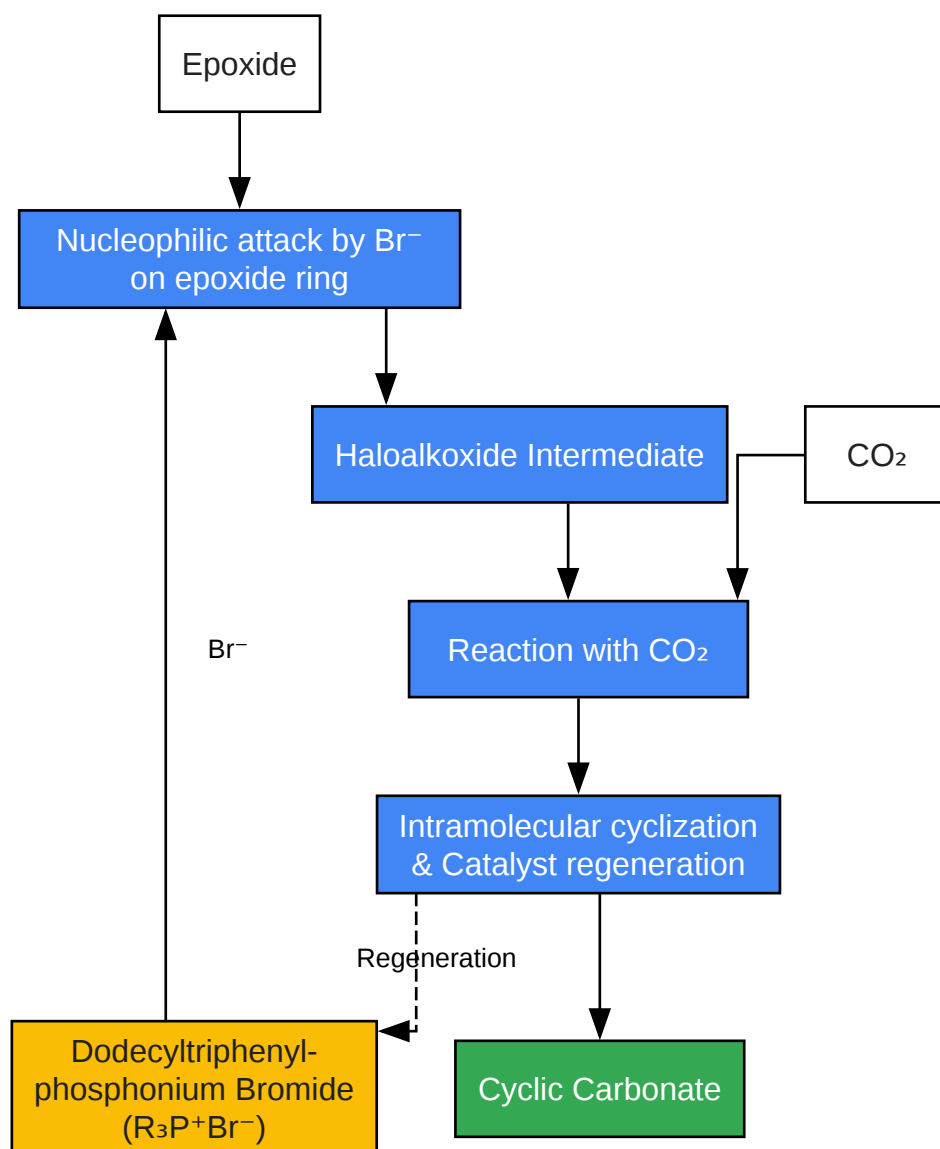 Epoxide
Nucleophilic attack by Br⁻
on epoxide ring
Haloalkoxide Intermediate
CO₂
Reaction with CO₂
Br⁻
Intramolecular cyclization
& Catalyst regeneration
Regeneration
Dodecyltriphenyl-
phosphonium Bromide
(R₃P⁺Br⁻)
Cyclic Carbonate